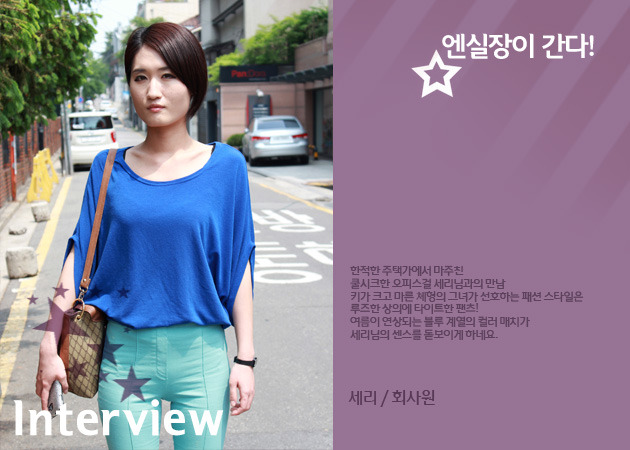 엔실장이 간다!
한적한 주택가에서 마주친
쿨시크한 오피스걸 세리님과의 만남
키가 크고 마른 체형의 그녀가 선호하는 패션 스타일은
루즈한 상의에 타이트한 팬츠!
여름이 연상되는 블루 계열의 컬러 매치가
세리님의 센스를 돋보이게 하네요.
세리 / 회사원
Interview